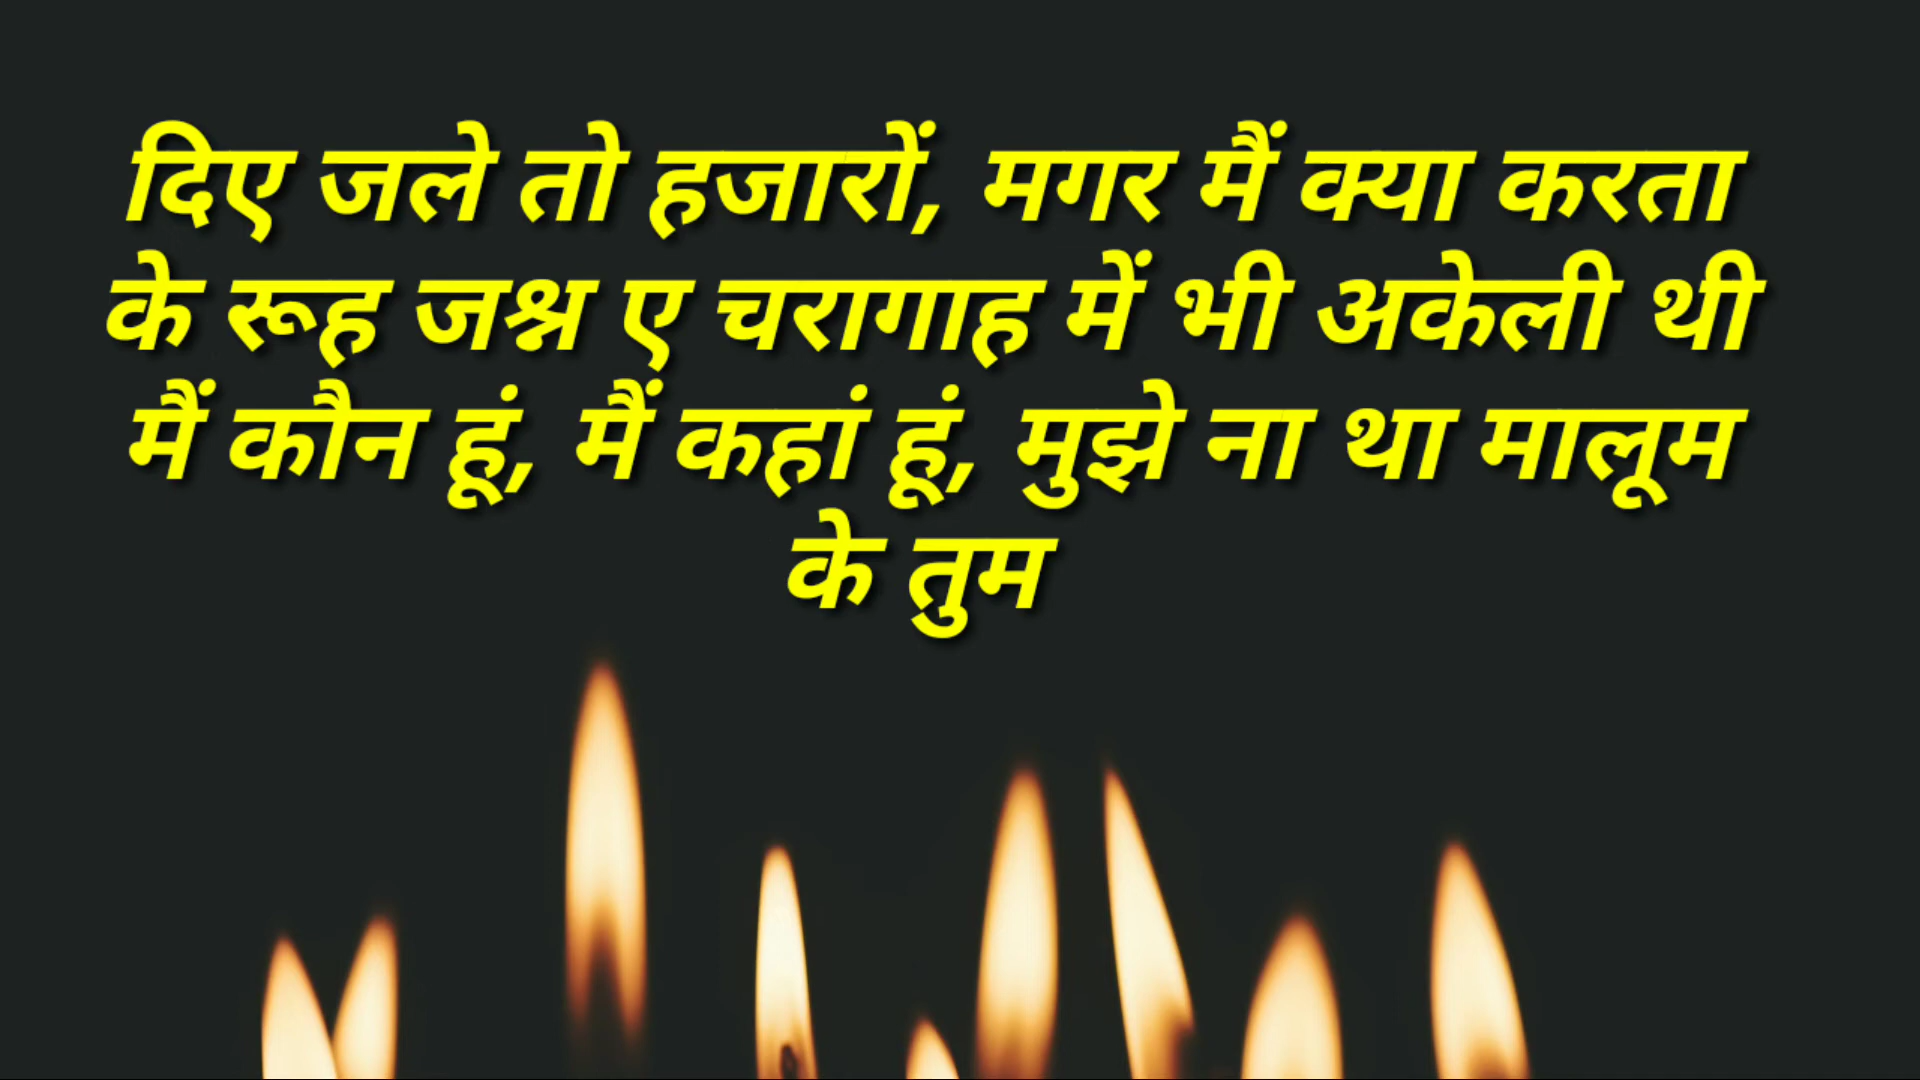 दिए जले तो हजारों, मगर मैं क्या करता
के रूह जश्न ए चरागाह में भी अकेली थी
मैं कौन हूं, मैं कहां हूं, मुझे ना था मालूम
के तुम